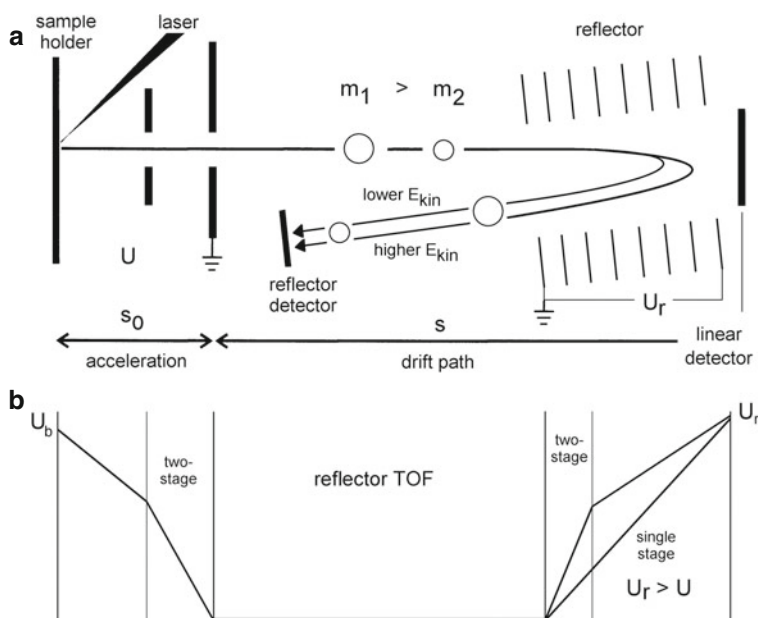 a
sample
holder
laser
reflector
m1 > m2
lower Ekin
higher Ekin
U
reflector
detector
Ur
linear
detector
s0
acceleration
s
drift path
b
Ub
two-
stage
reflector TOF
two-
stage
single
stage
Ur > U
Ur